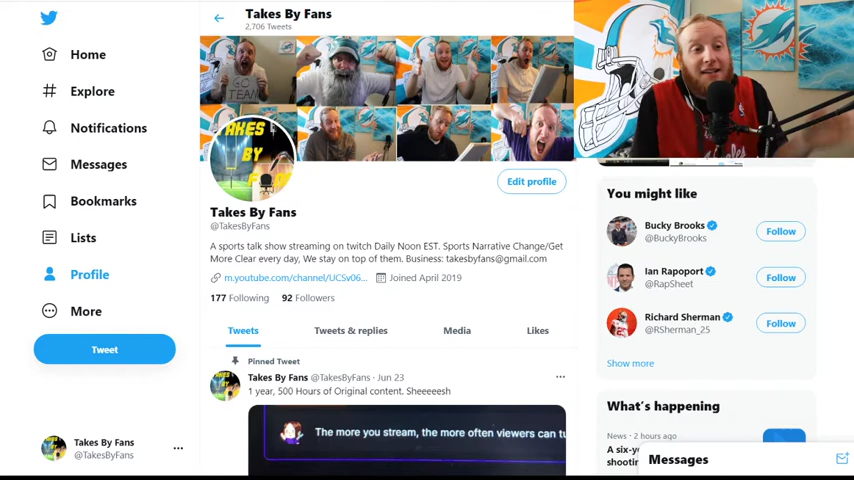 Takes By Fans
2,706 Tweets
Home
Explore
Notifications
Messages
Bookmarks
Lists
Profile
More
Tweet
Takes By Fans
@TakesByFans
GO
TEAM
TAKES
BY
Edit profile
Takes By Fans
@TakesByFans
A sports talk show streaming on twitch Daily Noon EST. Sports Narrative Change/Get
More Clear every day, We stay on top of them. Business: takesbyfans@gmail.com
m.youtube.com/channel/UCSv06... Joined April 2019
177 Following 92 Followers
Tweets Tweets & replies Media Likes
Pinned Tweet
Takes By Fans @TakesByFans · Jun 23
1 year, 500 Hours of Original content. Sheeeeesh
The more you stream, the more often viewers can tu
You might like
Bucky Brooks
@BuckyBrooks
Follow
Ian Rapoport
@RapSheet
Follow
Richard Sherman
@RSherman_25
Follow
Show more
What's happening
News · 2 hours ago
A six-ye
shootin
Messages